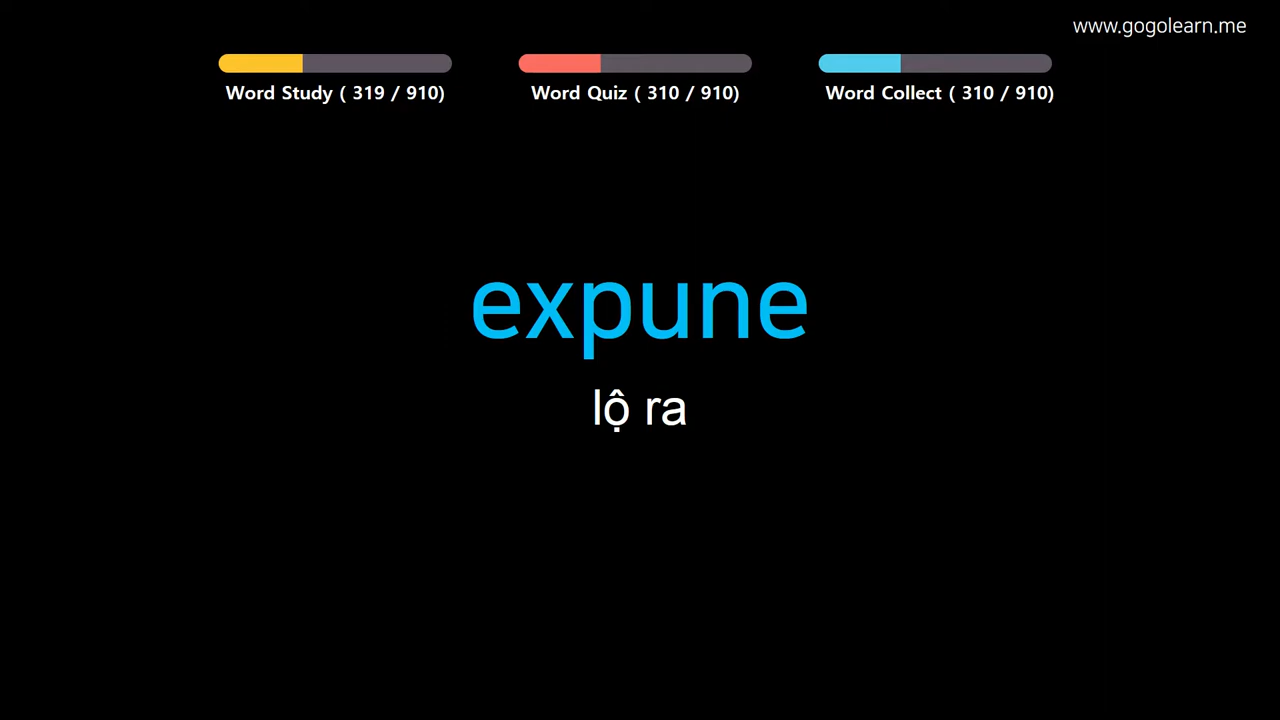 www.gogolearn.me
Word Study ( 319 / 910)
Word Quiz ( 310 / 910)
Word Collect ( 310 / 910)
expune
lộ ra